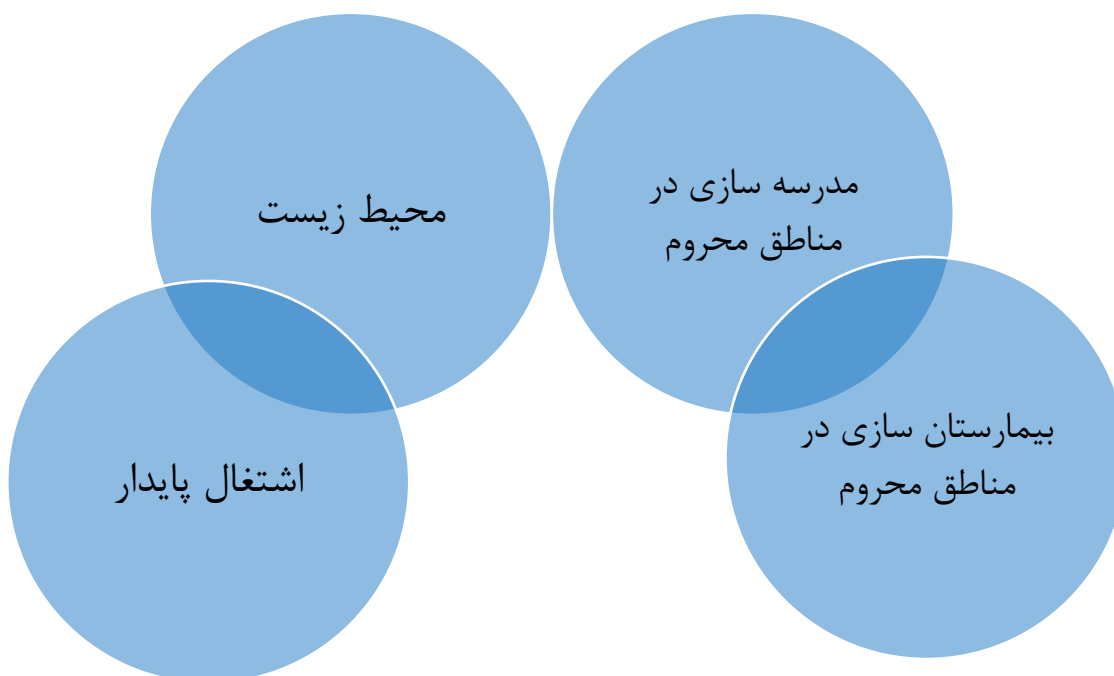 مدرسه سازی در
مناطق محروم
محیط زیست
بیمارستان سازی در
مناطق محروم
اشتغال پایدار